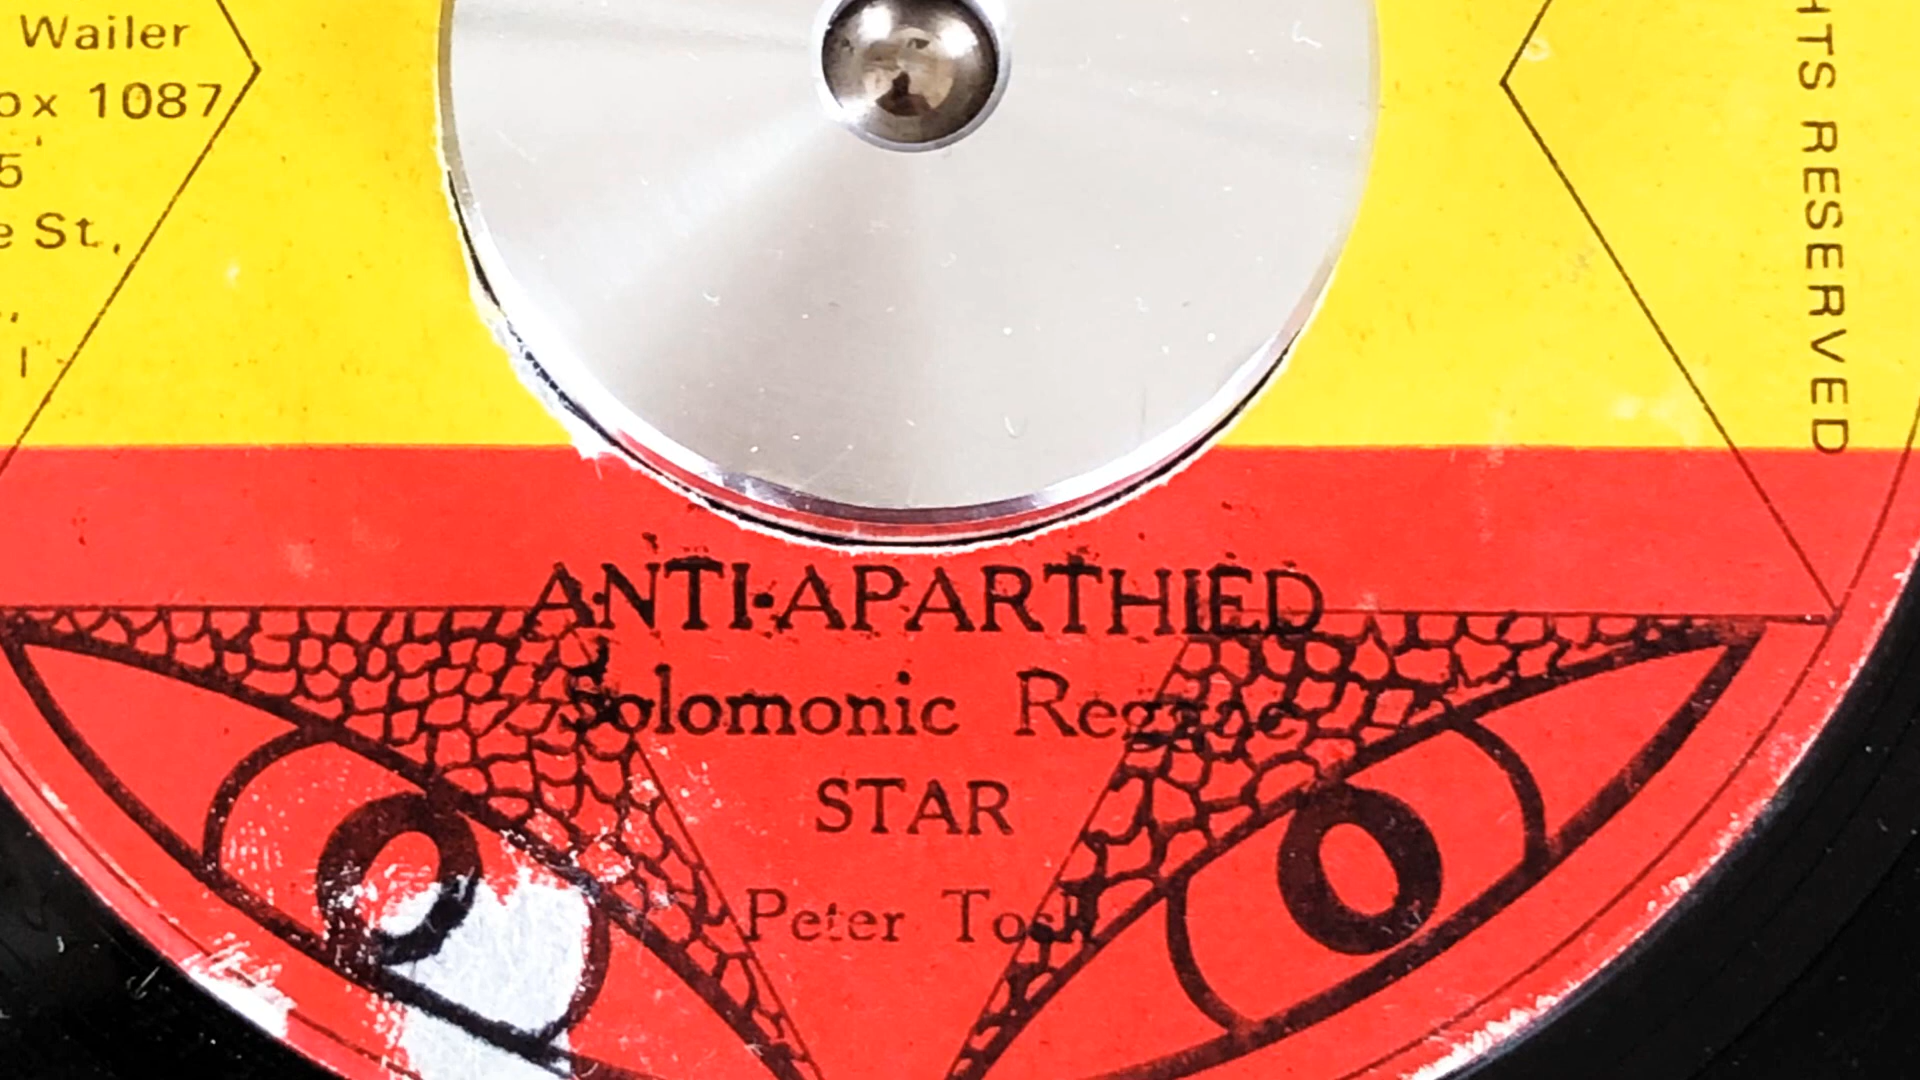 Wailer
ox 1087
5
e St.,
I
HTS RESERVED
ANTI-APARTHIED
Solomonic Reggae
STAR
Peter Tosh